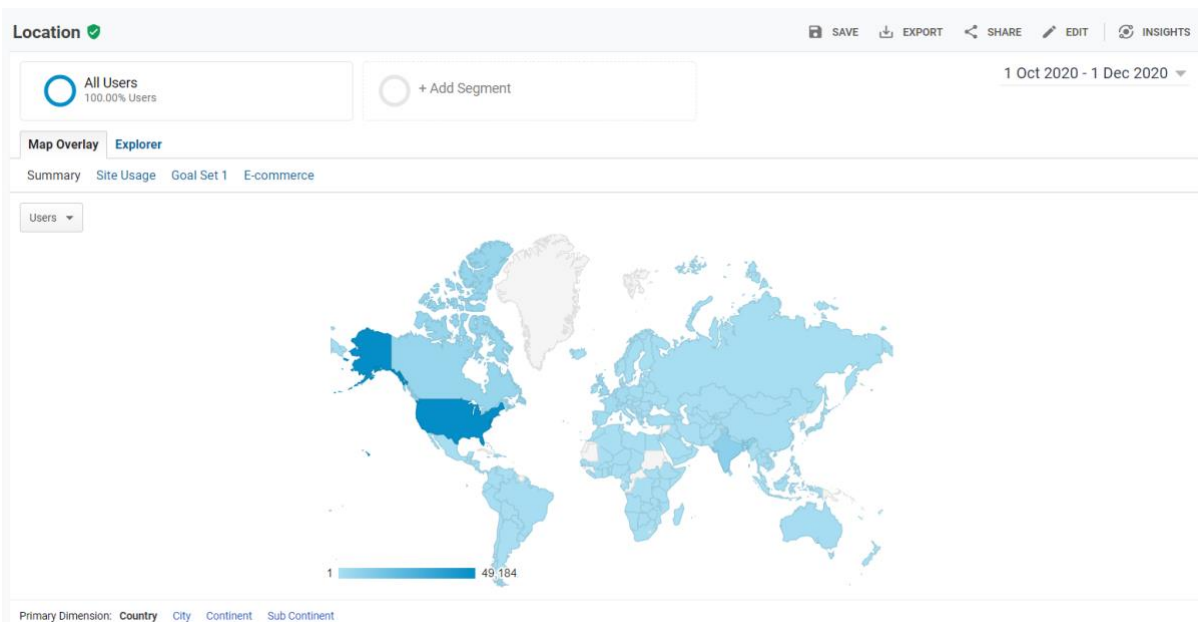 Location
SAVE EXPORT SHARE EDIT INSIGHTS
All Users
100.00% Users
+ Add Segment
1 Oct 2020 - 1 Dec 2020
Map Overlay Explorer
Summary Site Usage Goal Set 1 E-commerce
Users
1 49,184
Primary Dimension: Country City Continent Sub Continent